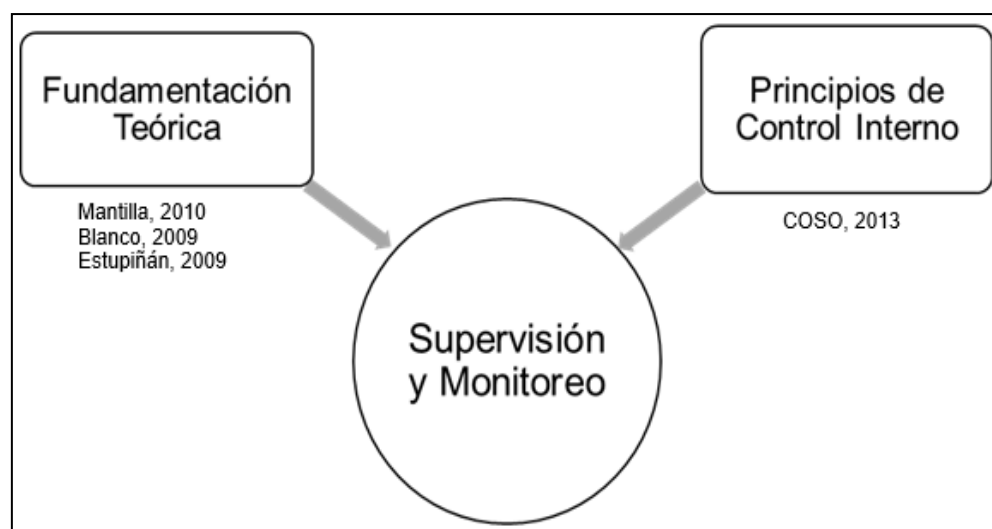 Fundamentación
Teórica
Mantilla, 2010
Blanco, 2009
Estupiñán, 2009
Principios de
Control Interno
COSO, 2013
Supervisión
y Monitoreo